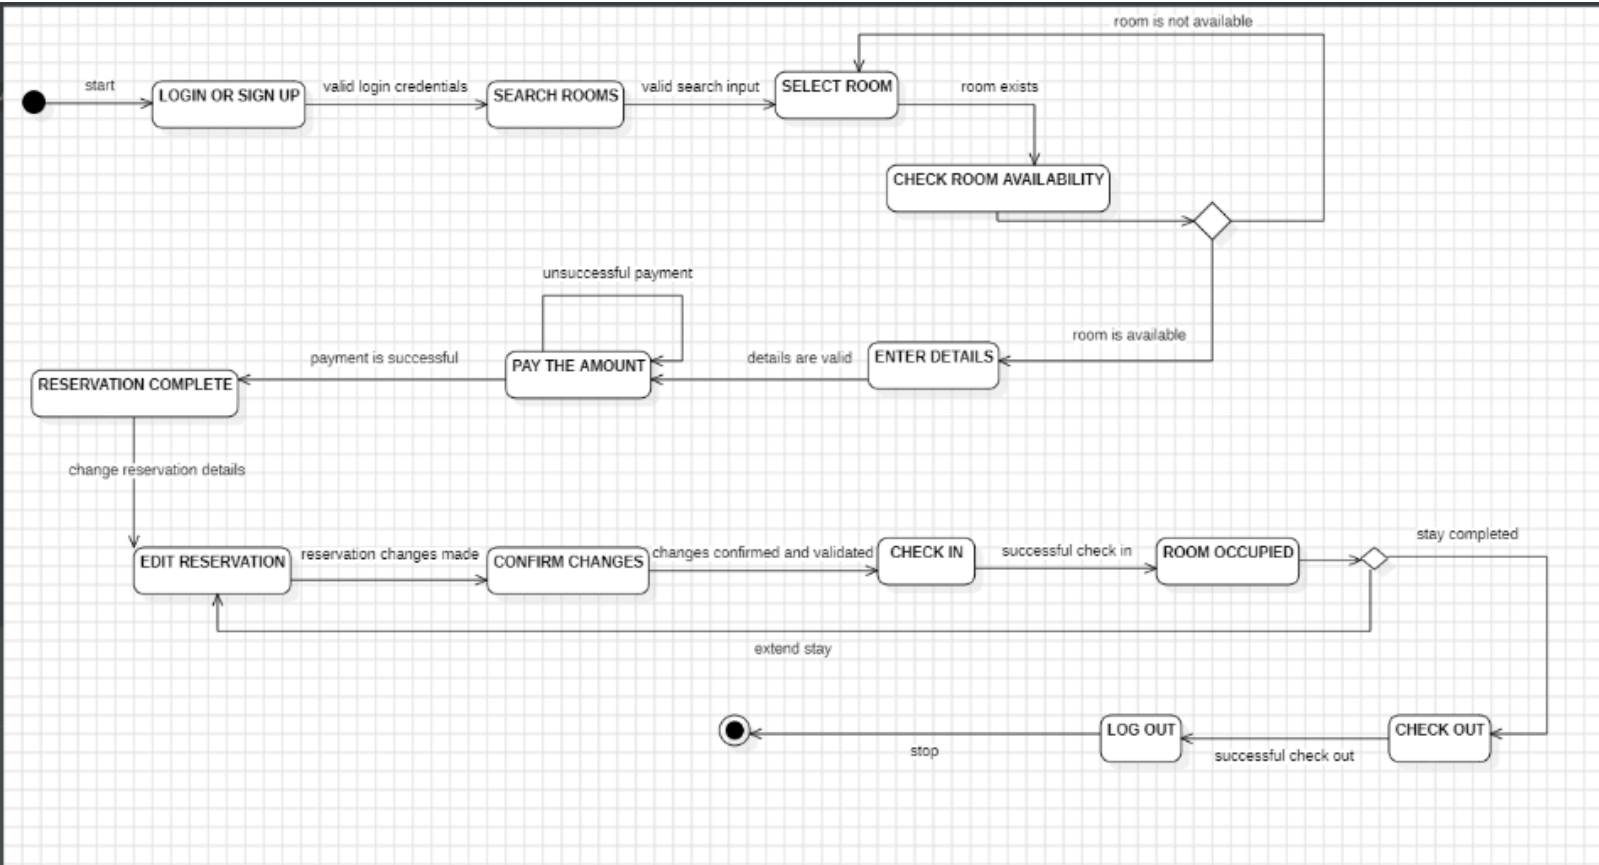 room is not available
start
LOGIN OR SIGN UP
valid login credentials
SEARCH ROOMS
valid search input
SELECT ROOM
room exists
CHECK ROOM AVAILABILITY
unsuccessful payment
room is available
payment is successful
PAY THE AMOUNT
details are valid
ENTER DETAILS
RESERVATION COMPLETE
change reservation details
stay completed
EDIT RESERVATION
reservation changes made
CONFIRM CHANGES
changes confirmed and validated
CHECK IN
successful check in
ROOM OCCUPIED
extend stay
stop
LOG OUT
successful check out
CHECK OUT